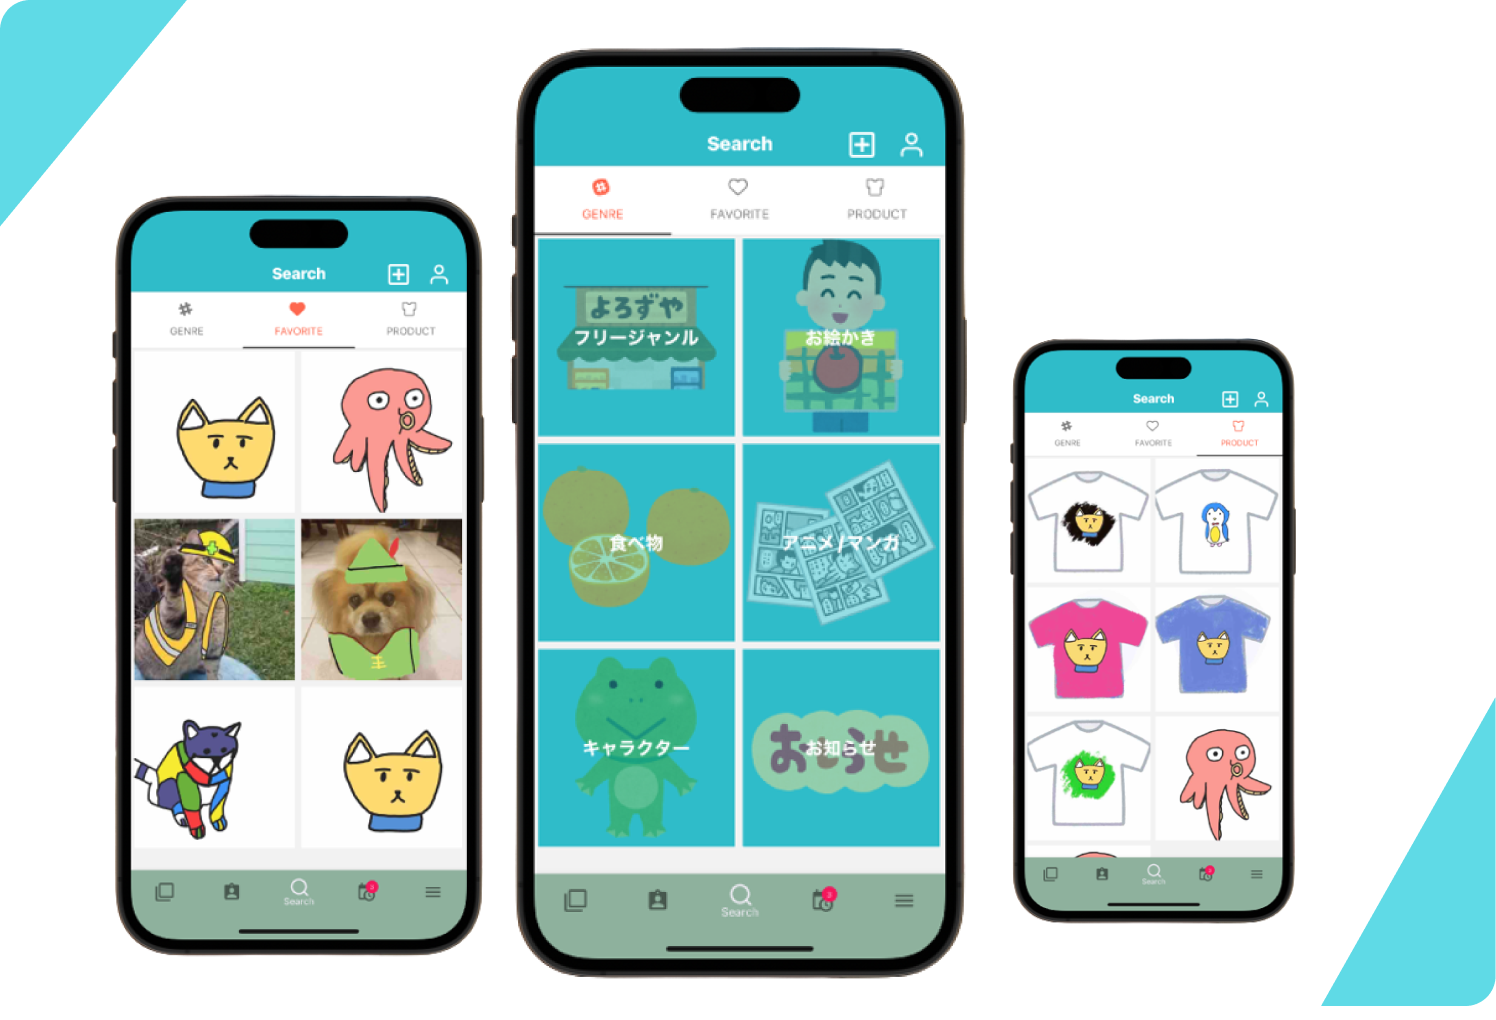 Search
GENRE
FAVORITE
PRODUCT
3
Search
Search
GENRE
FAVORITE
PRODUCT
よろずや
フリージャンル
お絵かき
食べ物
アニメ/マンガ
キャラクター
お知らせ
3
Search
Search
GENRE
FAVORITE
PRODUCT
Search